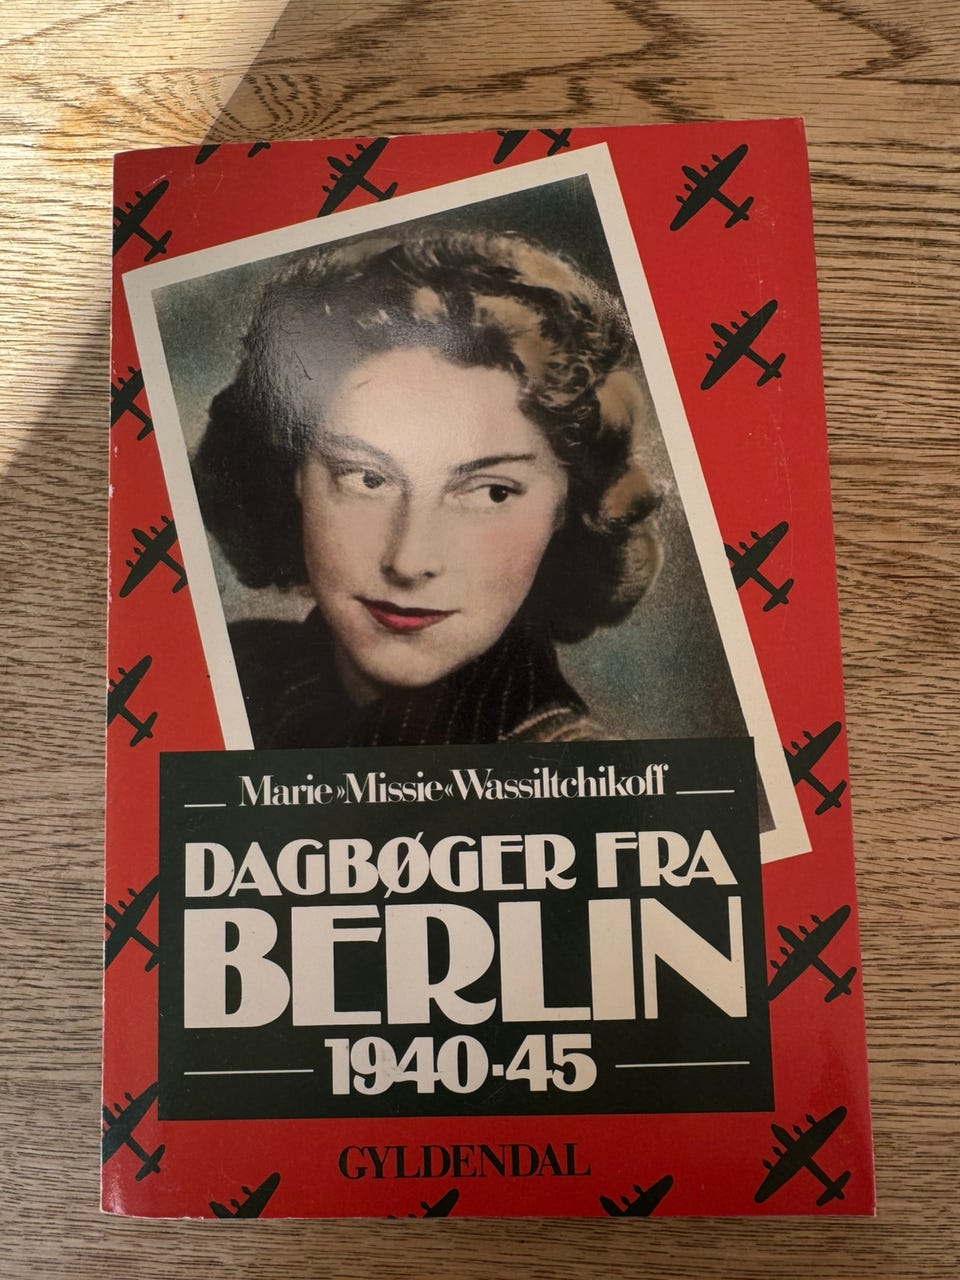 Marie »Missie« Wassiltchikoff
DAGBØGER FRA
BERLIN
1940-45
GYLDENDAL